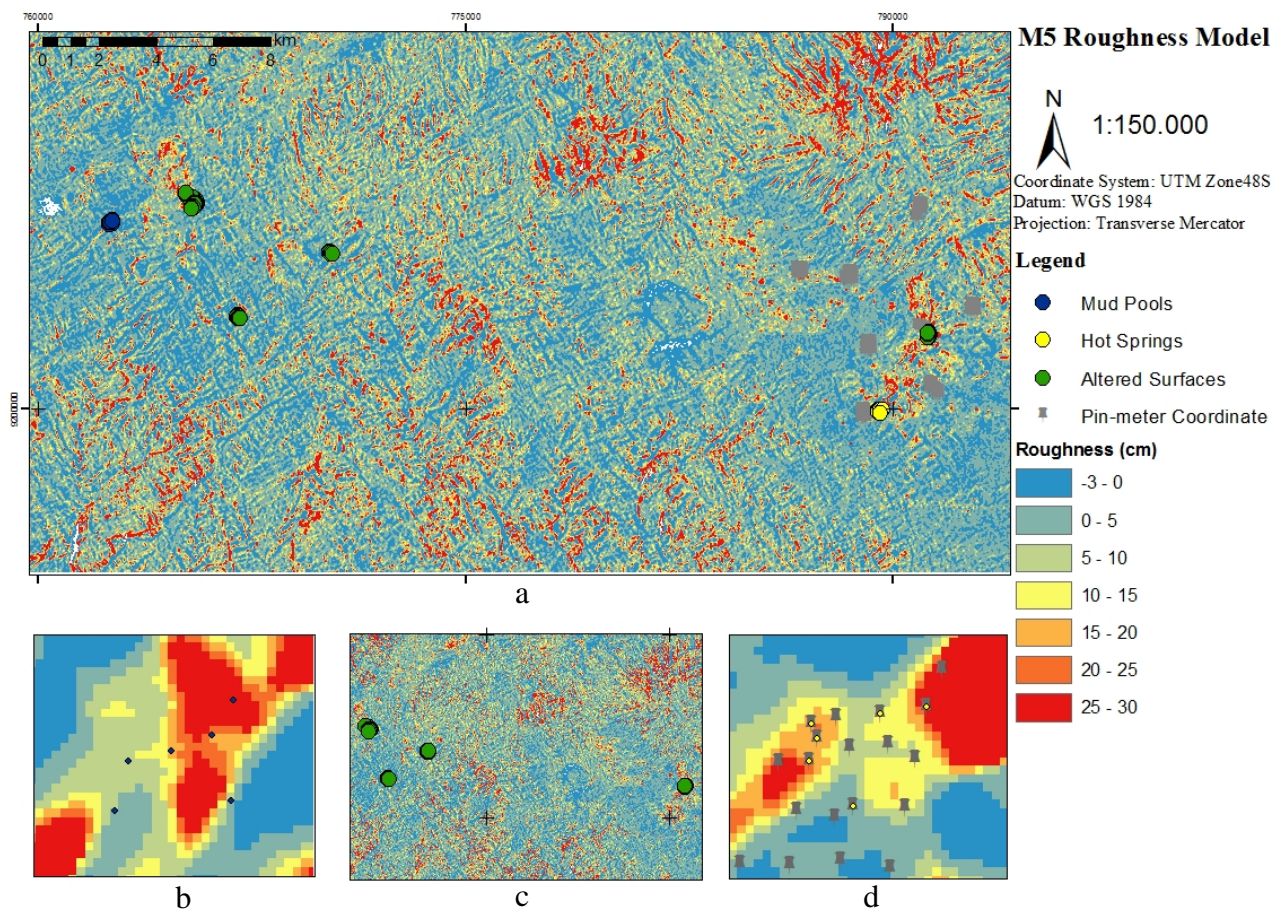 760000 775000 790000
km
0 1 2 4 6 8
9200000
a
M5 Roughness Model
N
1:150.000
Coordinate System: UTM Zone48S
Datum: WGS 1984
Projection: Transverse Mercator
Legend
Mud Pools
Hot Springs
Altered Surfaces
Pin-meter Coordinate
Roughness (cm)
-3 - 0
0 - 5
5 - 10
10 - 15
15 - 20
20 - 25
25 - 30
b c d